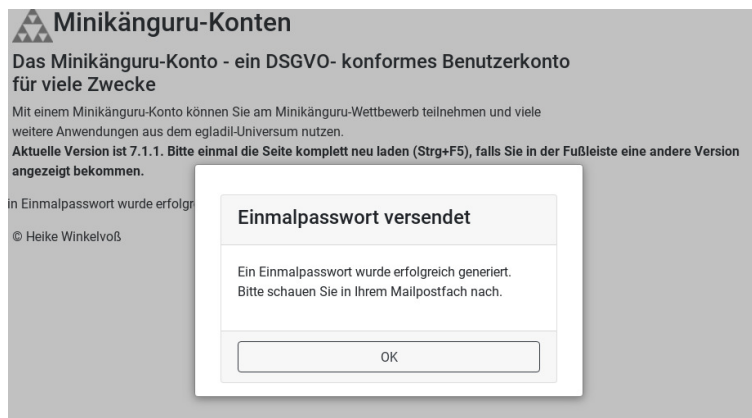 Minikänguru-Konten
Das Minikänguru-Konto - ein DSGVO- konformes Benutzerkonto
für viele Zwecke
Mit einem Minikänguru-Konto können Sie am Minikänguru-Wettbewerb teilnehmen und viele
weitere Anwendungen aus dem egladil-Universum nutzen.
Aktuelle Version ist 7.1.1. Bitte einmal die Seite komplett neu laden (Strg+F5), falls Sie in der Fußleiste eine andere Version
angezeigt bekommen.
in Einmalpasswort wurde erfolgr
© Heike Winkelvoß
Einmalpasswort versendet
Ein Einmalpasswort wurde erfolgreich generiert.
Bitte schauen Sie in Ihrem Mailpostfach nach.
OK